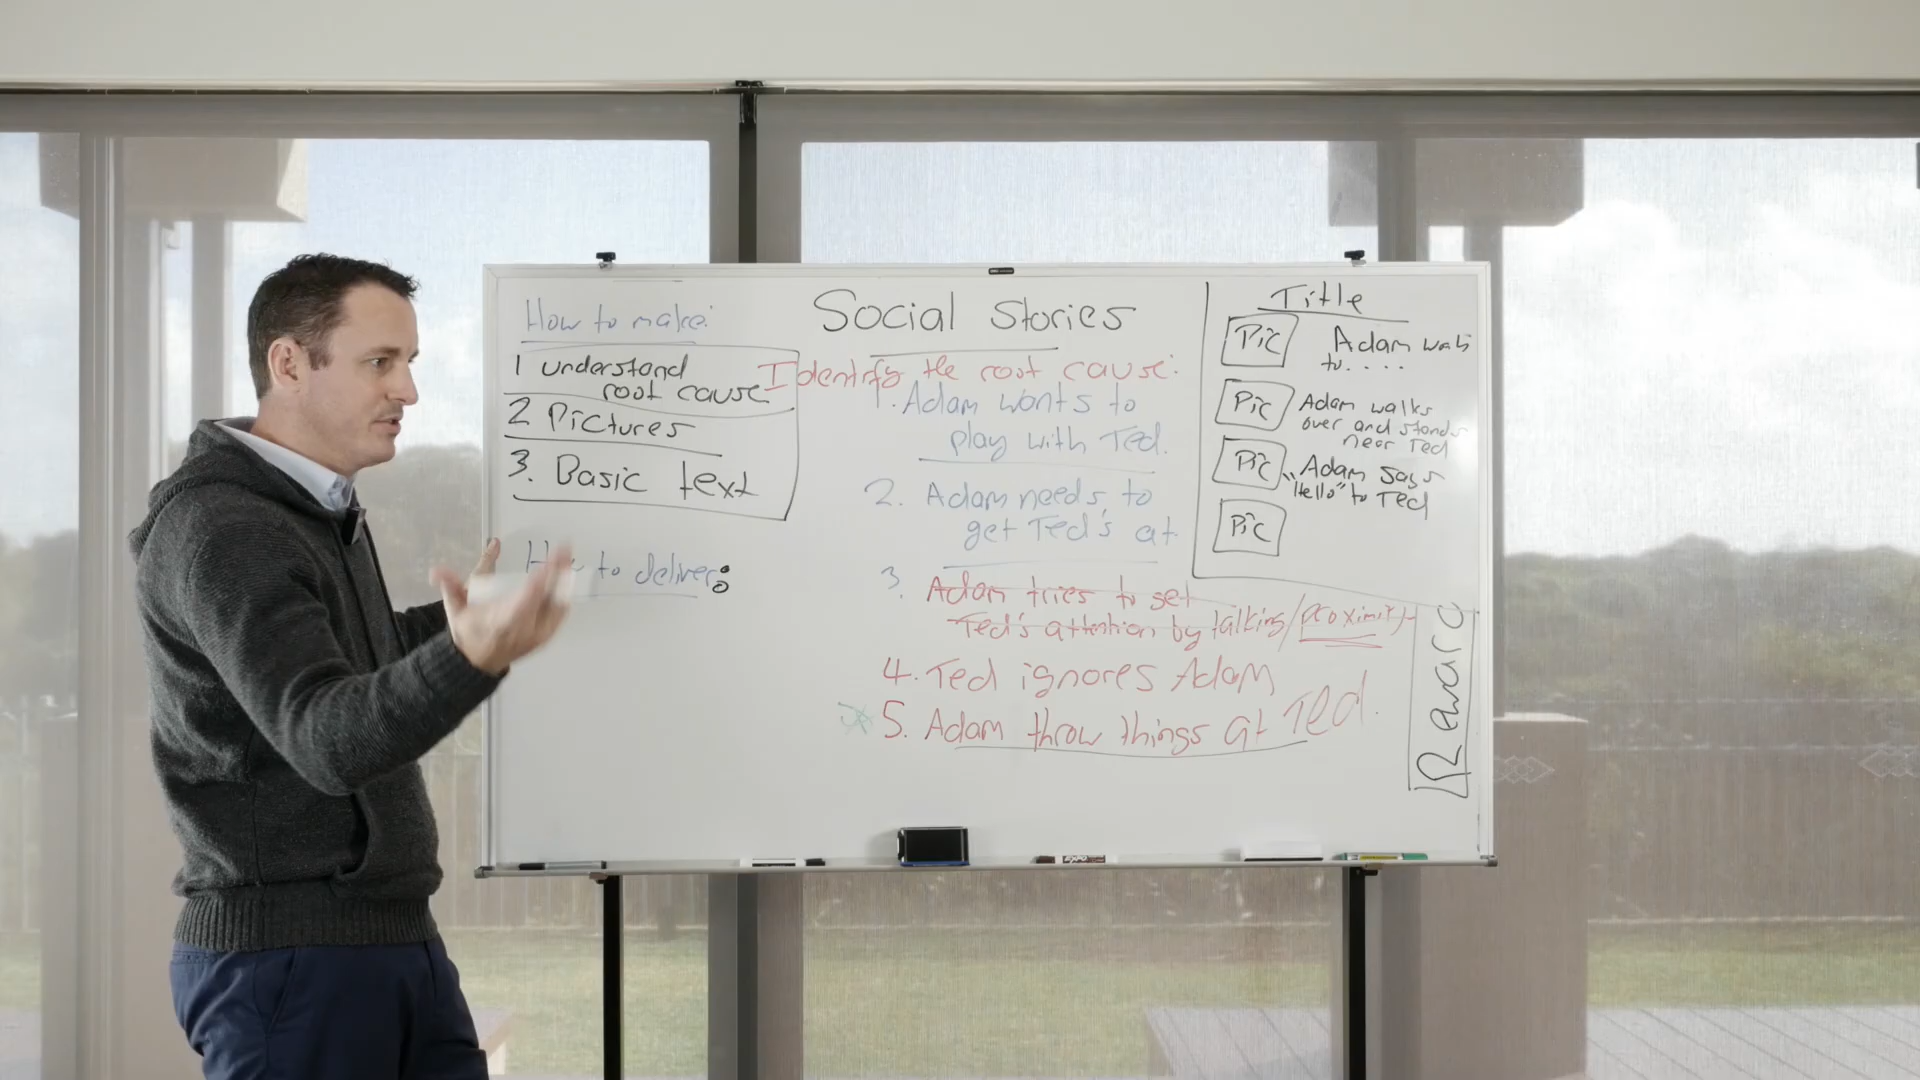 Social Stories
How to make:
1 understand
root cause
2 Pictures
3. Basic text
How to deliver:
Identify the root cause:
1. Adam wants to
play with Ted.
2. Adam needs to
get Ted's at
3. Adam tries to get
Ted's attention by talking/proximity
4. Ted ignores Adam
5. Adam throw things at Ted.
Title
Pic Adam wats
to....
Pic Adam walks
over and stands
near Ted
Pic Adam says
"Hello" to Ted
Pic
Reward
EXPO